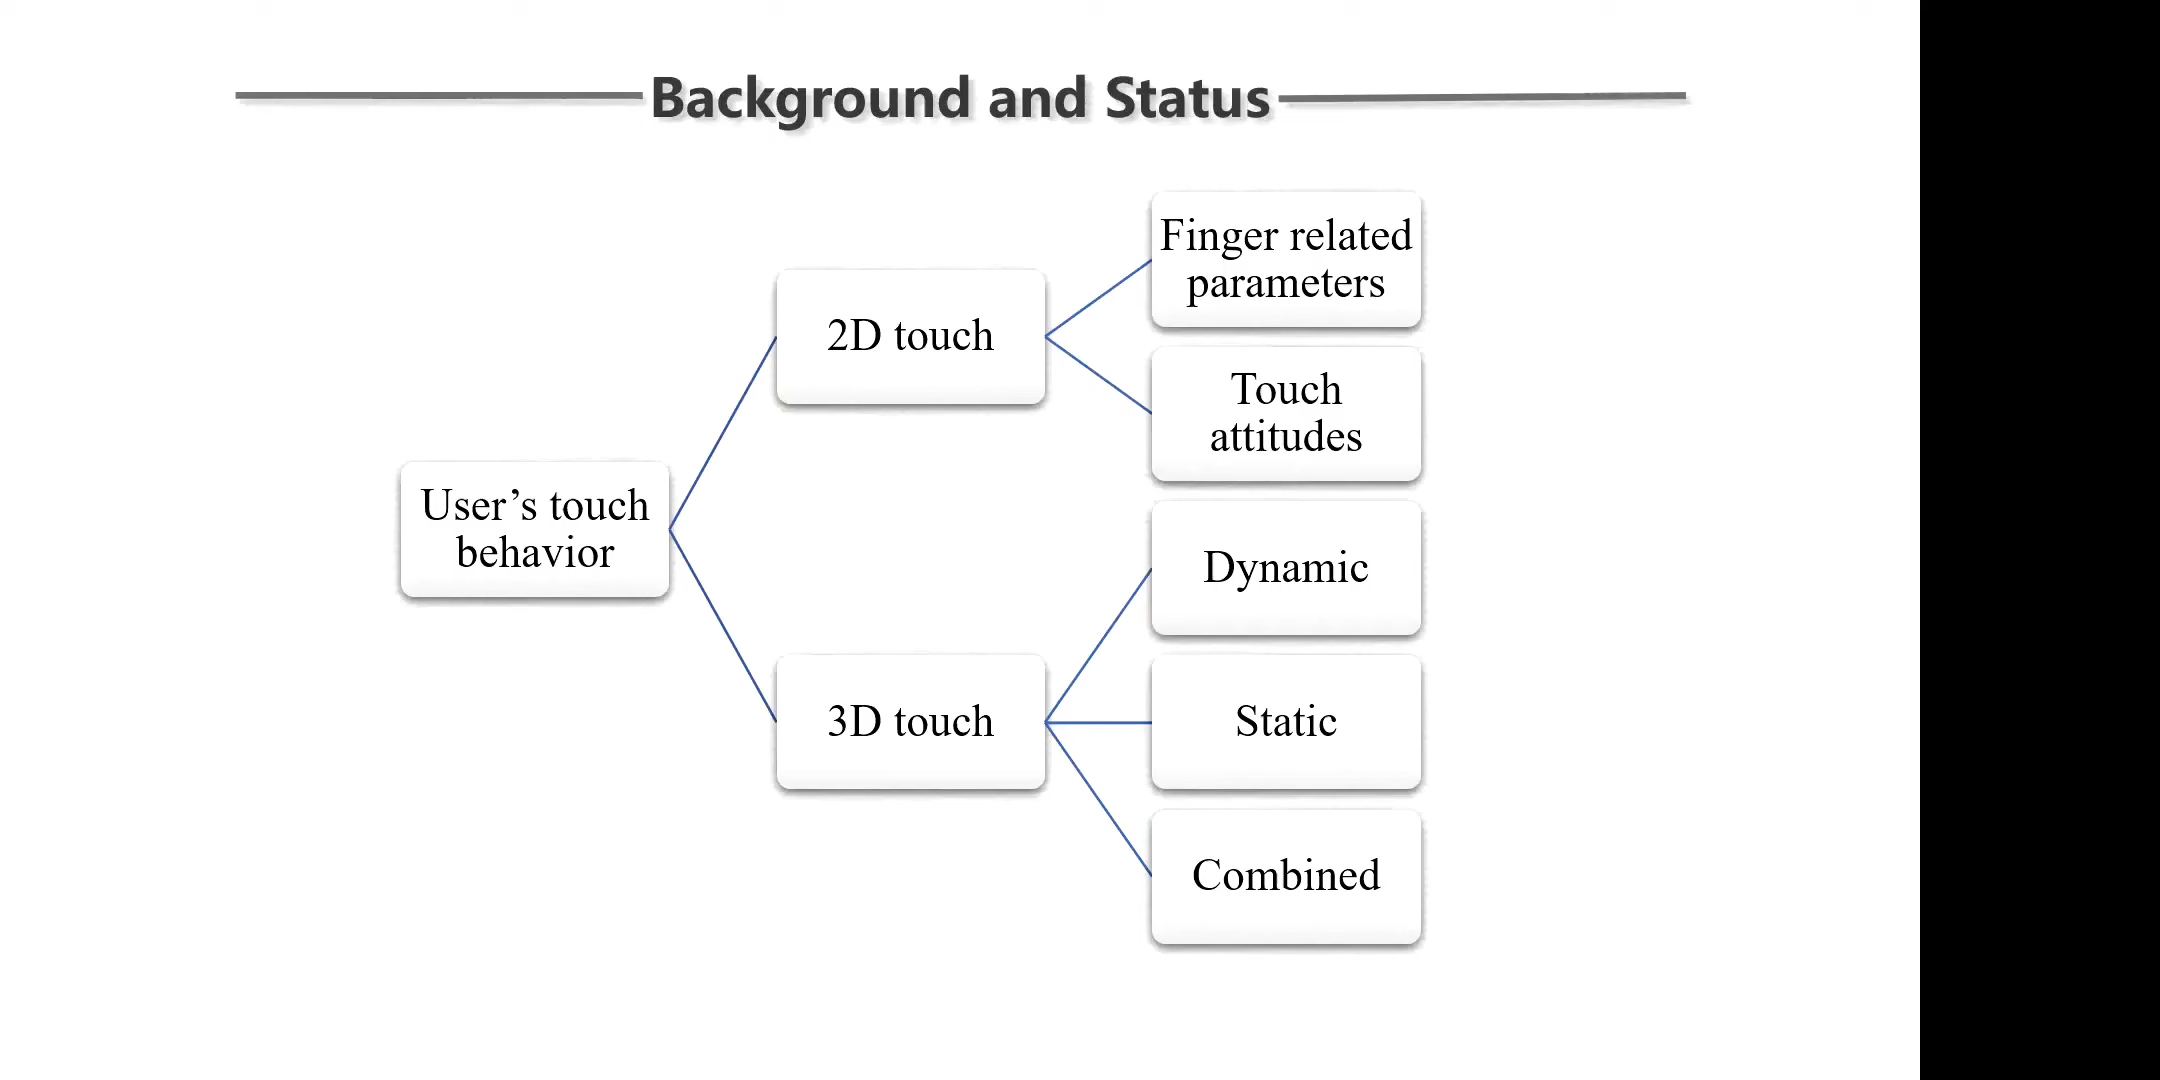 Background and Status
Finger related
parameters
2D touch
Touch
attitudes
User’s touch
behavior
Dynamic
3D touch
Static
Combined